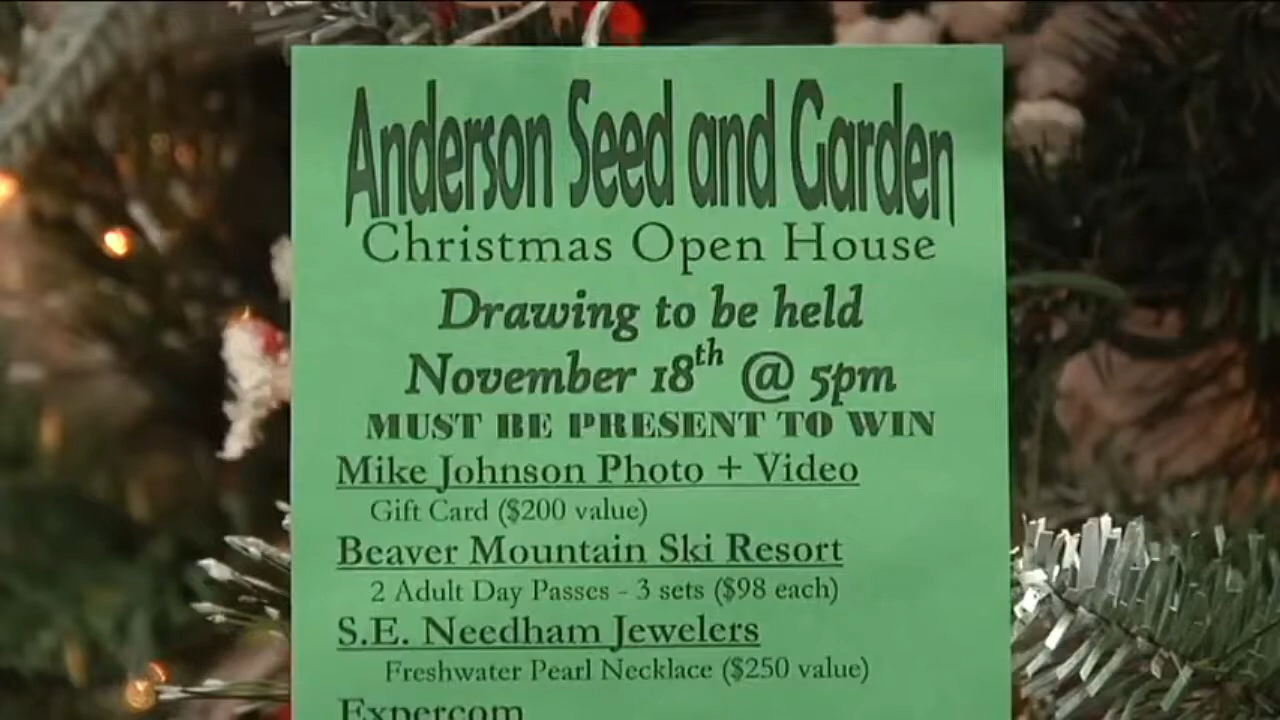 Anderson Seed and Garden
Christmas Open House
Drawing to be held
November 18th @ 5pm
MUST BE PRESENT TO WIN
Mike Johnson Photo + Video
Gift Card ($200 value)
Beaver Mountain Ski Resort
2 Adult Day Passes - 3 sets ($98 each)
S.E. Needham Jewelers
Freshwater Pearl Necklace ($250 value)
Expercom